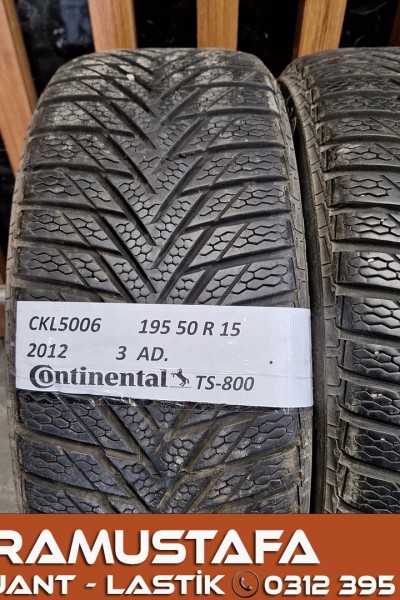 CKL5006 195 50 R 15
2012 3 AD.
Continental TS-800
RAMUSTAFA
JANT - LASTİK 0312 395